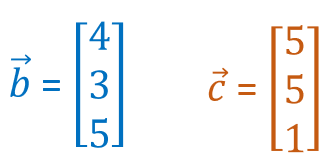 b⃗ = [4 3 5]
c⃗ = [5 5 1]